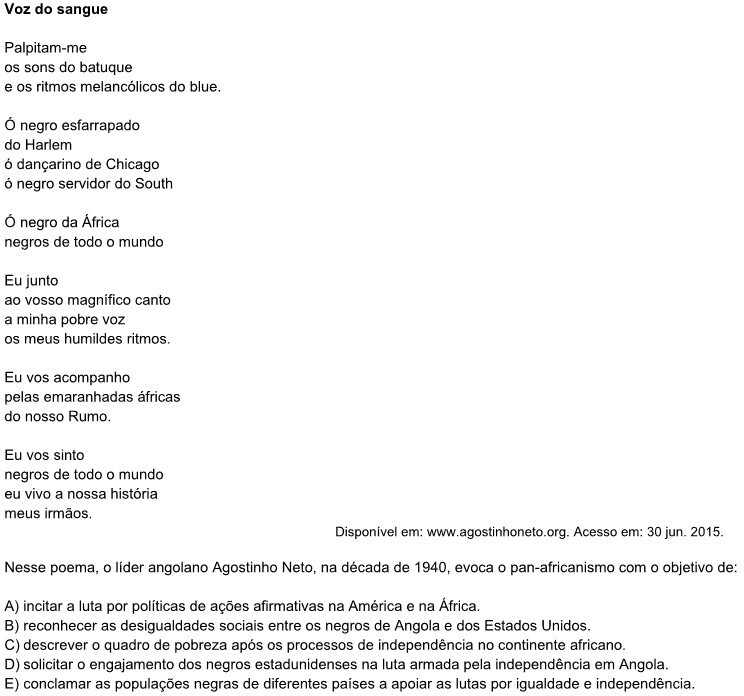 Voz do sangue
Palpitam-me
os sons do batuque
e os ritmos melancólicos do blue.
Ó negro esfarrapado
do Harlem
ó dançarino de Chicago
ó negro servidor do South
Ó negro da África
negros de todo o mundo
Eu junto
ao vosso magnífico canto
a minha pobre voz
os meus humildes ritmos.
Eu vos acompanho
pelas emaranhadas áfricas
do nosso Rumo.
Eu vos sinto
negros de todo o mundo
eu vivo a nossa história
meus irmãos.
Disponível em: www.agostinhoneto.org. Acesso em: 30 jun. 2015.
Nesse poema, o líder angolano Agostinho Neto, na década de 1940, evoca o pan-africanismo com o objetivo de:
A) incitar a luta por políticas de ações afirmativas na América e na África.
B) reconhecer as desigualdades sociais entre os negros de Angola e dos Estados Unidos.
C) descrever o quadro de pobreza após os processos de independência no continente africano.
D) solicitar o engajamento dos negros estadunidenses na luta armada pela independência em Angola.
E) conclamar as populações negras de diferentes países a apoiar as lutas por igualdade e independência.